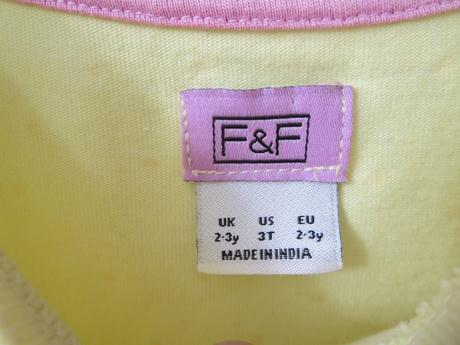 F&F
UK US EU
2-3y 3T 2-3y
MADE IN INDIA